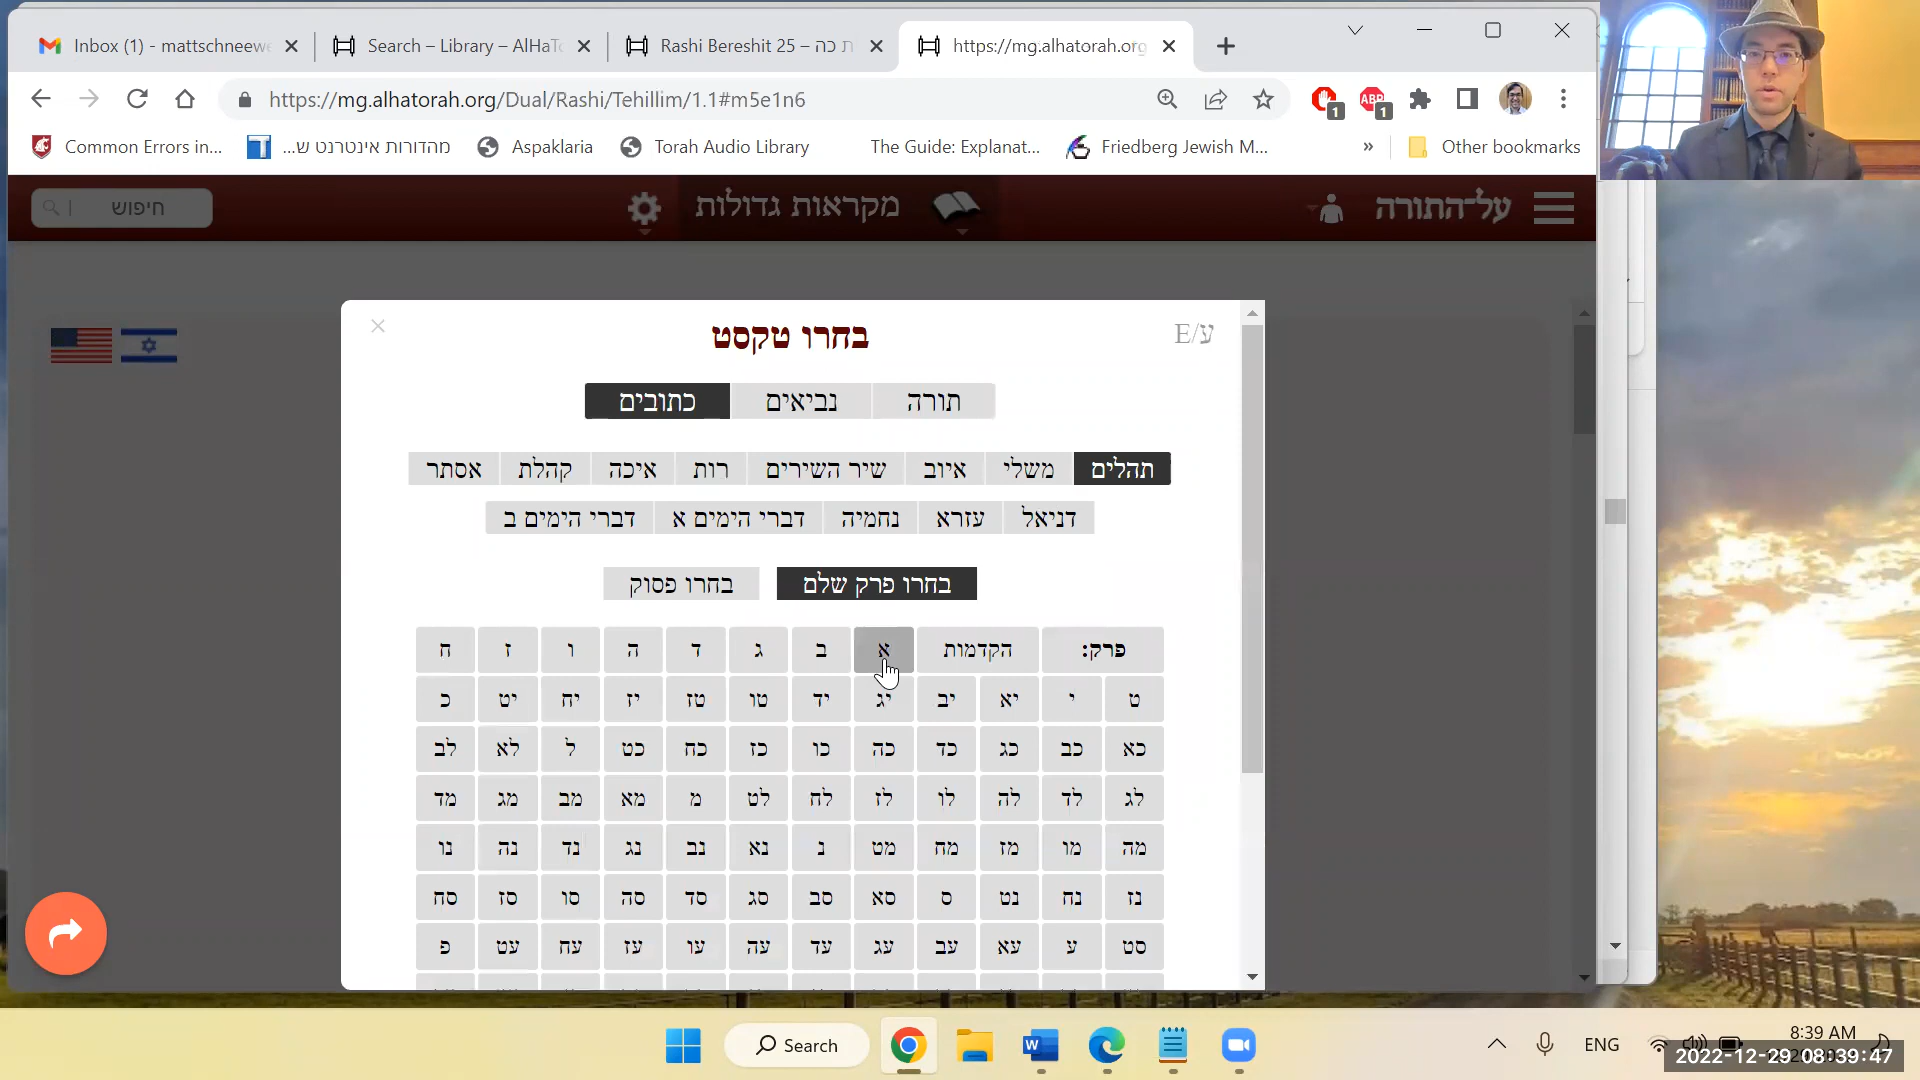 Inbox (1) - mattschneewe
Search – Library – AlHaTo
Rashi Bereshit 25 – ת כה
https://mg.alhatorah.org
https://mg.alhatorah.org/Dual/Rashi/Tehillim/1.1#m5e1n6
1
ABP
1
Common Errors in...
מהדורות אינטרנט ש...
Aspaklaria
Torah Audio Library
The Guide: Explanat...
Friedberg Jewish M...
»
Other bookmarks
על־התורה
מקראות גדולות
חיפוש
ע/E
בחרו טקסט
תורה נביאים כתובים
תהלים משלי איוב שיר השירים רות איכה קהלת אסתר
דניאל עזרא נחמיה דברי הימים א דברי הימים ב
בחרו פרק שלם בחרו פסוק
פרק: הקדמות א ב ג ד ה ו ז ח
ט י יא יב יג יד טו טז יז יח יט כ
כא כב כג כד כה כו כז כח כט ל לא לב
לג לד לה לו לז לח לט מ מא מב מג מד
מה מו מז מח מט נ נא נב נג נד נה נו
נז נח נט ס סא סב סג סד סה סו סז סח
סט ע עא עב עג עד עה עו עז עח עט פ
Search
W
ENG
8:39 AM
2022-12-29 08:39:47